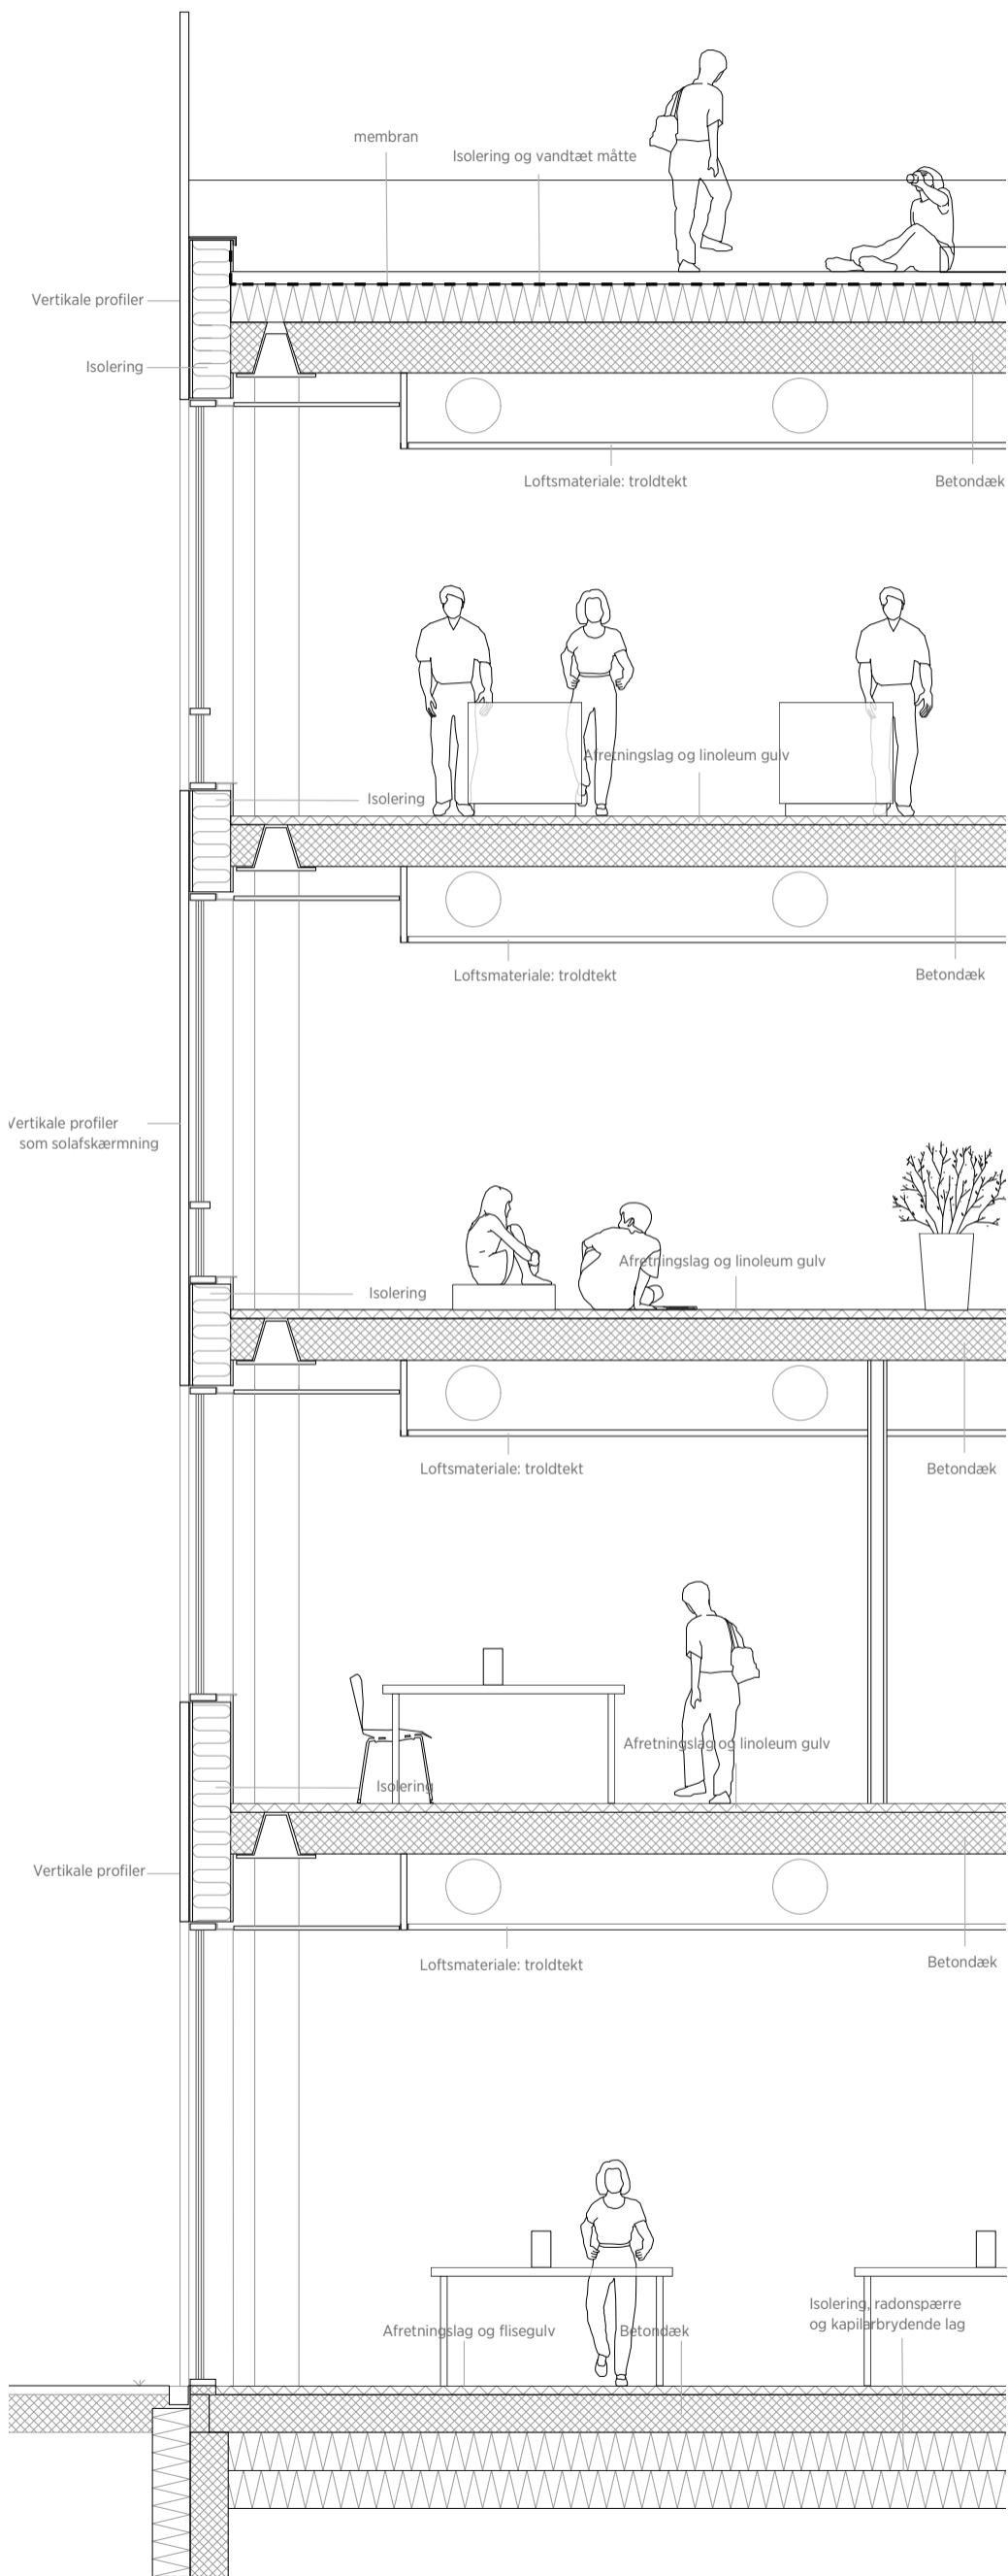 membran
Isolering og vandtæt måtte
Vertikale profiler
Isolering
Loftsmateriale: troldtekt
Betondæk
Afretningslag og linoleum gulv
Isolering
Loftsmateriale: troldtekt
Betondæk
Vertikale profiler
som solafskærmning
Afretningslag og linoleum gulv
Isolering
Loftsmateriale: troldtekt
Betondæk
Afretningslag og linoleum gulv
Isolering
Vertikale profiler
Loftsmateriale: troldtekt
Betondæk
Isolering, radonspærre
og kapilarbrydende lag
Afretningslag og flisegulv
Betondæk